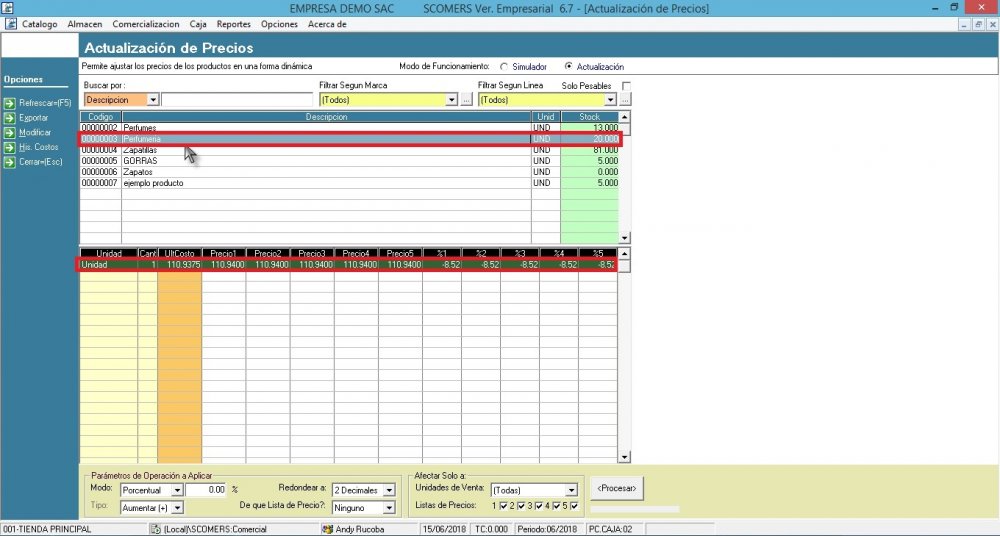 EMPRESA DEMO SAC SCOMERS Ver. Empresarial 6.7 - [Actualización de Precios]
Catalogo Almacen Comercializacion Caja Reportes Opciones Acerca de
Actualización de Precios
Permite ajustar los precios de los productos en una forma dinámica Modo de Funcionamiento: Simulador Actualización
Opciones
Refrescar=(F5)
Exportar
Modificar
His. Costos
Cerrar=(Esc)
Buscar por : Filtrar Segun Marca Filtrar Segun Linea Solo Pesables
Descripcion (Todos) ... (Todos) ...
Codigo Descripcion Unid Stock
00000002 Perfumes UND 13.000
00000003 Perfumeria UND 20.000
00000004 Zapatillas UND 81.000
00000005 GORRAS UND 5.000
00000006 Zapatos UND 0.000
00000007 ejemplo producto UND 5.000
Unidad Cant UltCosto Precio1 Precio2 Precio3 Precio4 Precio5 %1 %2 %3 %4 %5
Unidad 1 110.9375 110.9400 110.9400 110.9400 110.9400 110.9400 -8.52 -8.52 -8.52 -8.52 -8.52
Parámetros de Operación a Aplicar Afectar Solo a:
Modo: Porcentual 0.00 % Redondear a: 2 Decimales Unidades de Venta: (Todas) <Procesar>
Tipo: Aumentar (+) De que Lista de Precio?: Ninguno Listas de Precios: 1 2 3 4 5
001-TIENDA PRINCIPAL (Local)\SCOMERS:Comercial Andy Rucoba 15/06/2018 TC:0.000 Periodo:06/2018 PC.CAJA:02